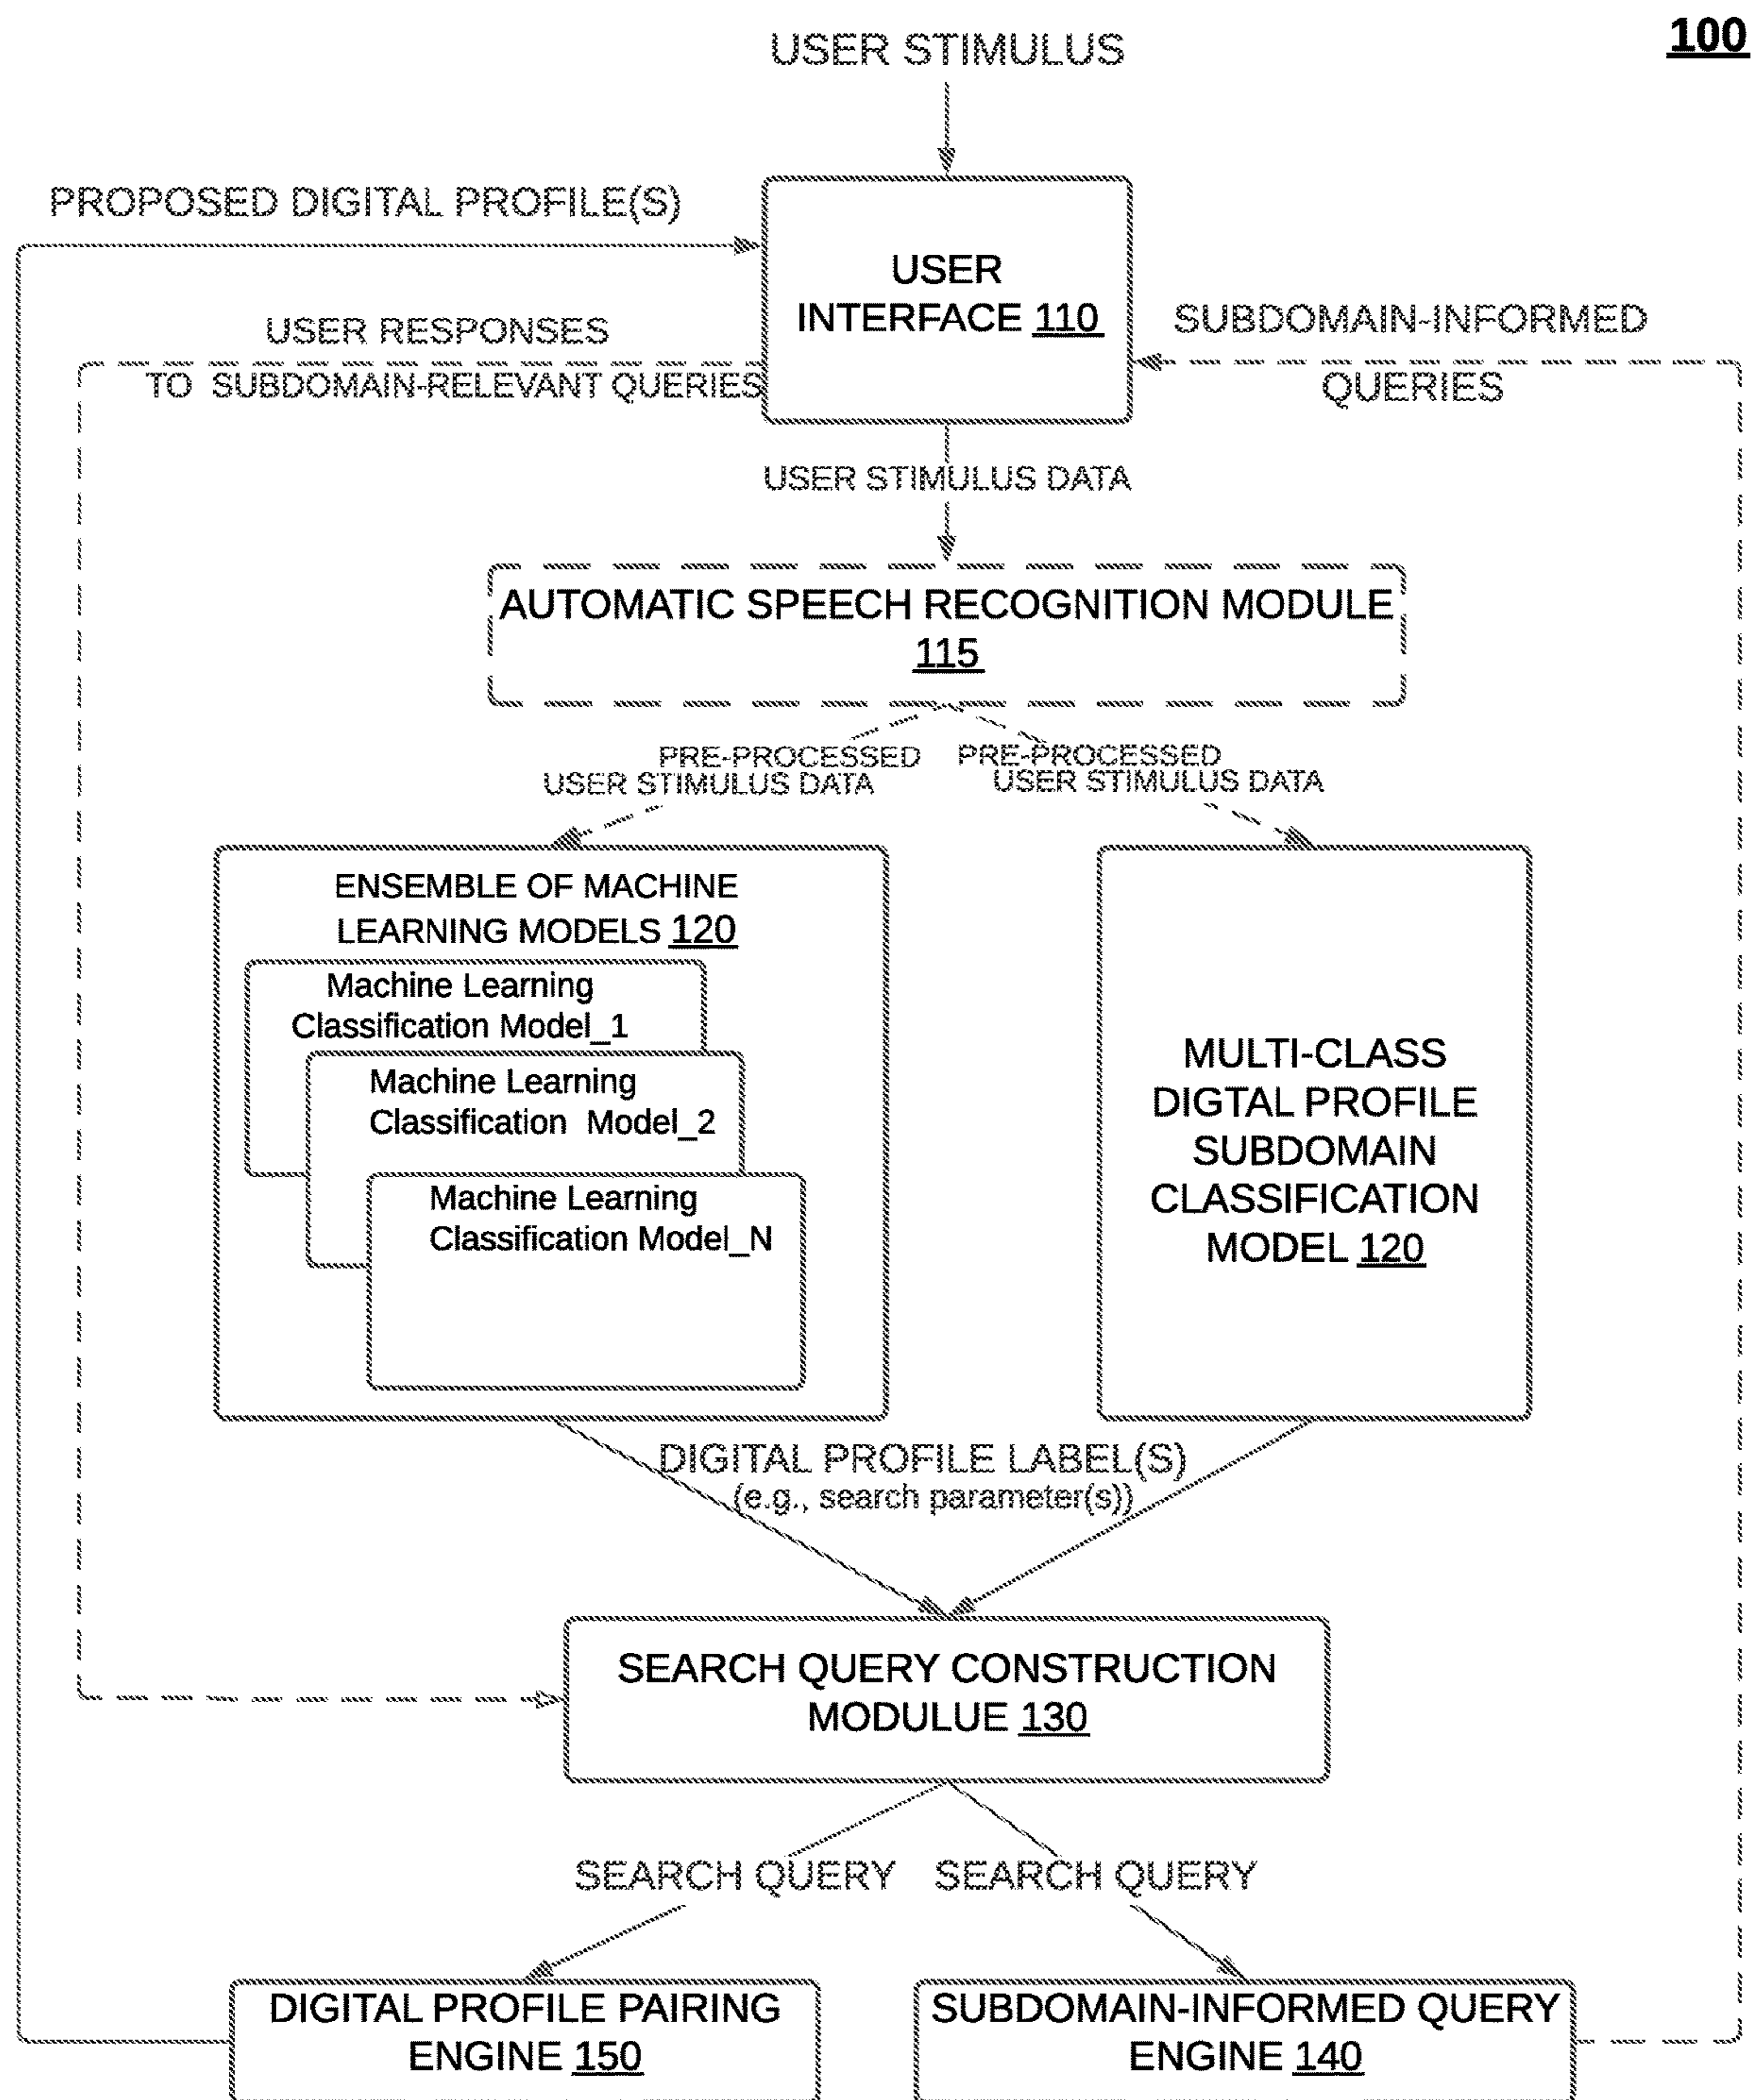 100
USER STIMULUS
PROPOSED DIGITAL PROFILE(S)
USER
INTERFACE 110
USER RESPONSES
TO SUBDOMAIN-RELEVANT QUERIES
SUBDOMAIN-INFORMED
QUERIES
USER STIMULUS DATA
AUTOMATIC SPEECH RECOGNITION MODULE
115
PRE-PROCESSED
USER STIMULUS DATA
PRE-PROCESSED
USER STIMULUS DATA
ENSEMBLE OF MACHINE
LEARNING MODELS 120
Machine Learning
Classification Model_1
Machine Learning
Classification Model_2
Machine Learning
Classification Model_N
MULTI-CLASS
DIGTAL PROFILE
SUBDOMAIN
CLASSIFICATION
MODEL 120
DIGITAL PROFILE LABEL(S)
(e.g., search parameter(s))
SEARCH QUERY CONSTRUCTION
MODULUE 130
SEARCH QUERY
SEARCH QUERY
DIGITAL PROFILE PAIRING
ENGINE 150
SUBDOMAIN-INFORMED QUERY
ENGINE 140